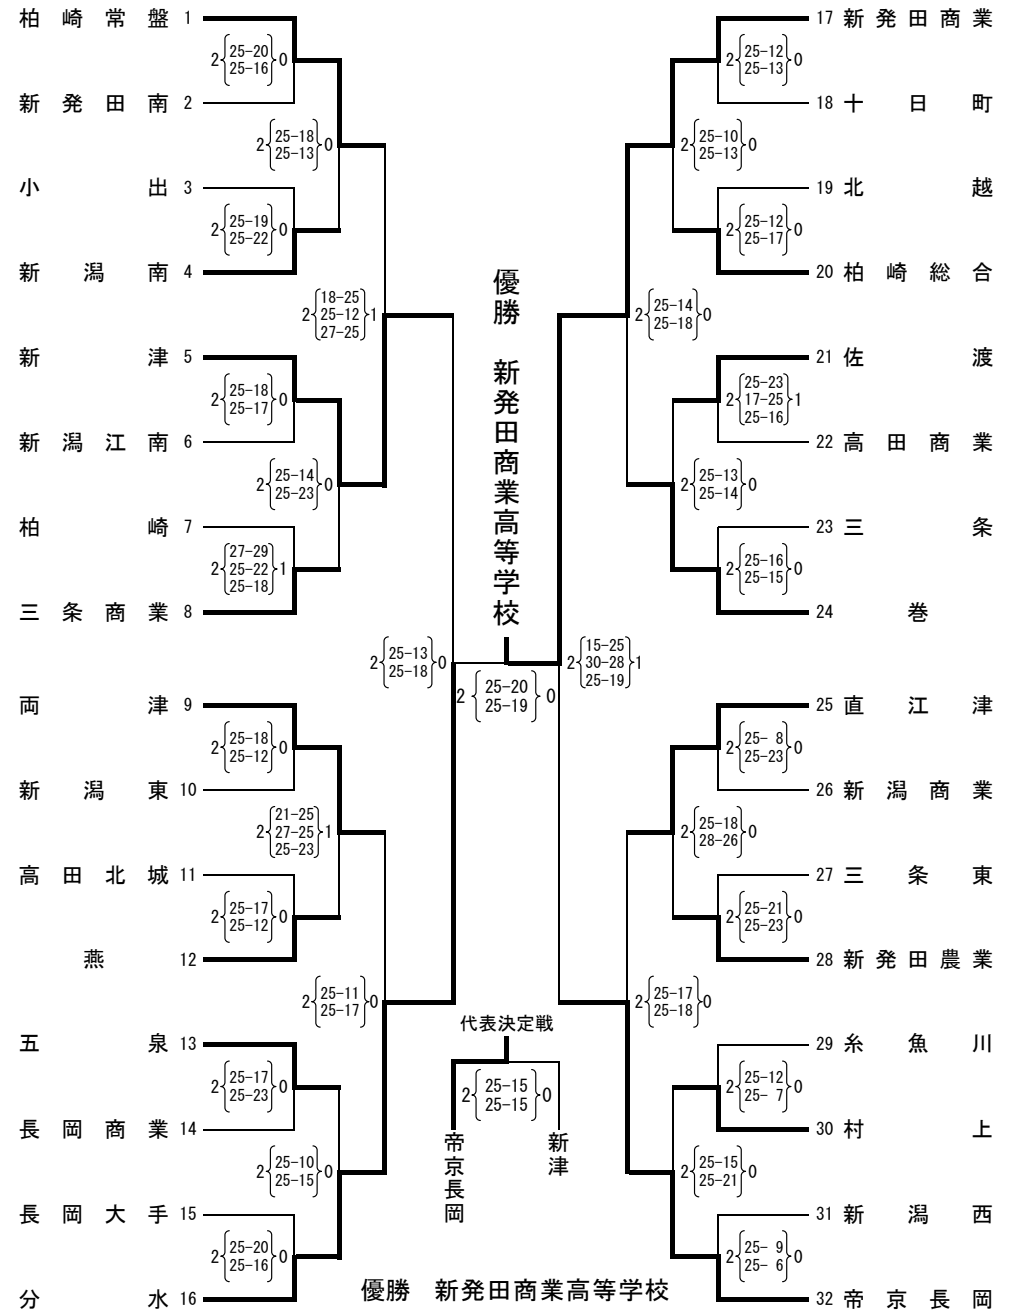 柏崎常盤 1
2 25-20 0
25-16
新発田南 2
2 25-18 0
25-13
小出 3
2 25-19 0
25-22
新潟南 4
2 18-25 1
25-12
27-25
新津 5
2 25-18 0
25-17
新潟江南 6
2 25-14 0
25-23
柏崎 7
2 27-29 1
25-22
25-18
三条商業 8
2 25-13 0
25-18
両津 9
2 25-18 0
25-12
新潟東 10
2 21-25 1
27-25
25-23
高田北城 11
2 25-17 0
25-12
燕 12
2 25-11 0
25-17
五泉 13
2 25-17 0
25-23
長岡商業 14
2 25-10 0
25-15
長岡大手 15
2 25-20 0
25-16
分水 16
優勝 新発田商業高等学校
2 25-20 0
25-19
代表決定戦
2 25-15 0
25-15
帝京長岡
新津
優勝 新発田商業高等学校
17 新発田商業
2 25-12 0
25-13
18 十日町
2 25-10 0
25-13
19 北越
2 25-12 0
25-17
20 柏崎総合
2 25-14 0
25-18
21 佐渡
2 25-23 1
17-25
25-16
22 高田商業
2 25-13 0
25-14
23 三条
2 25-16 0
25-15
24 巻
2 15-25 1
30-28
25-19
25 直江津
2 25- 8 0
25-23
26 新潟商業
2 25-18 0
28-26
27 三条東
2 25-21 0
25-23
28 新発田農業
2 25-17 0
25-18
29 糸魚川
2 25-12 0
25- 7
30 村上
2 25-15 0
25-21
31 新潟西
2 25- 9 0
25- 6
32 帝京長岡